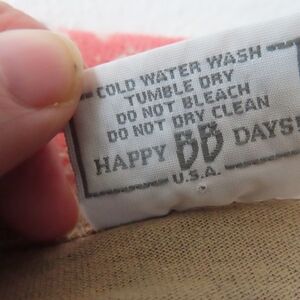 COLD WATER WASH
TUMBLE DRY
DO NOT BLEACH
DO NOT DRY CLEAN
HAPPY BB DAYS!
U.S.A.